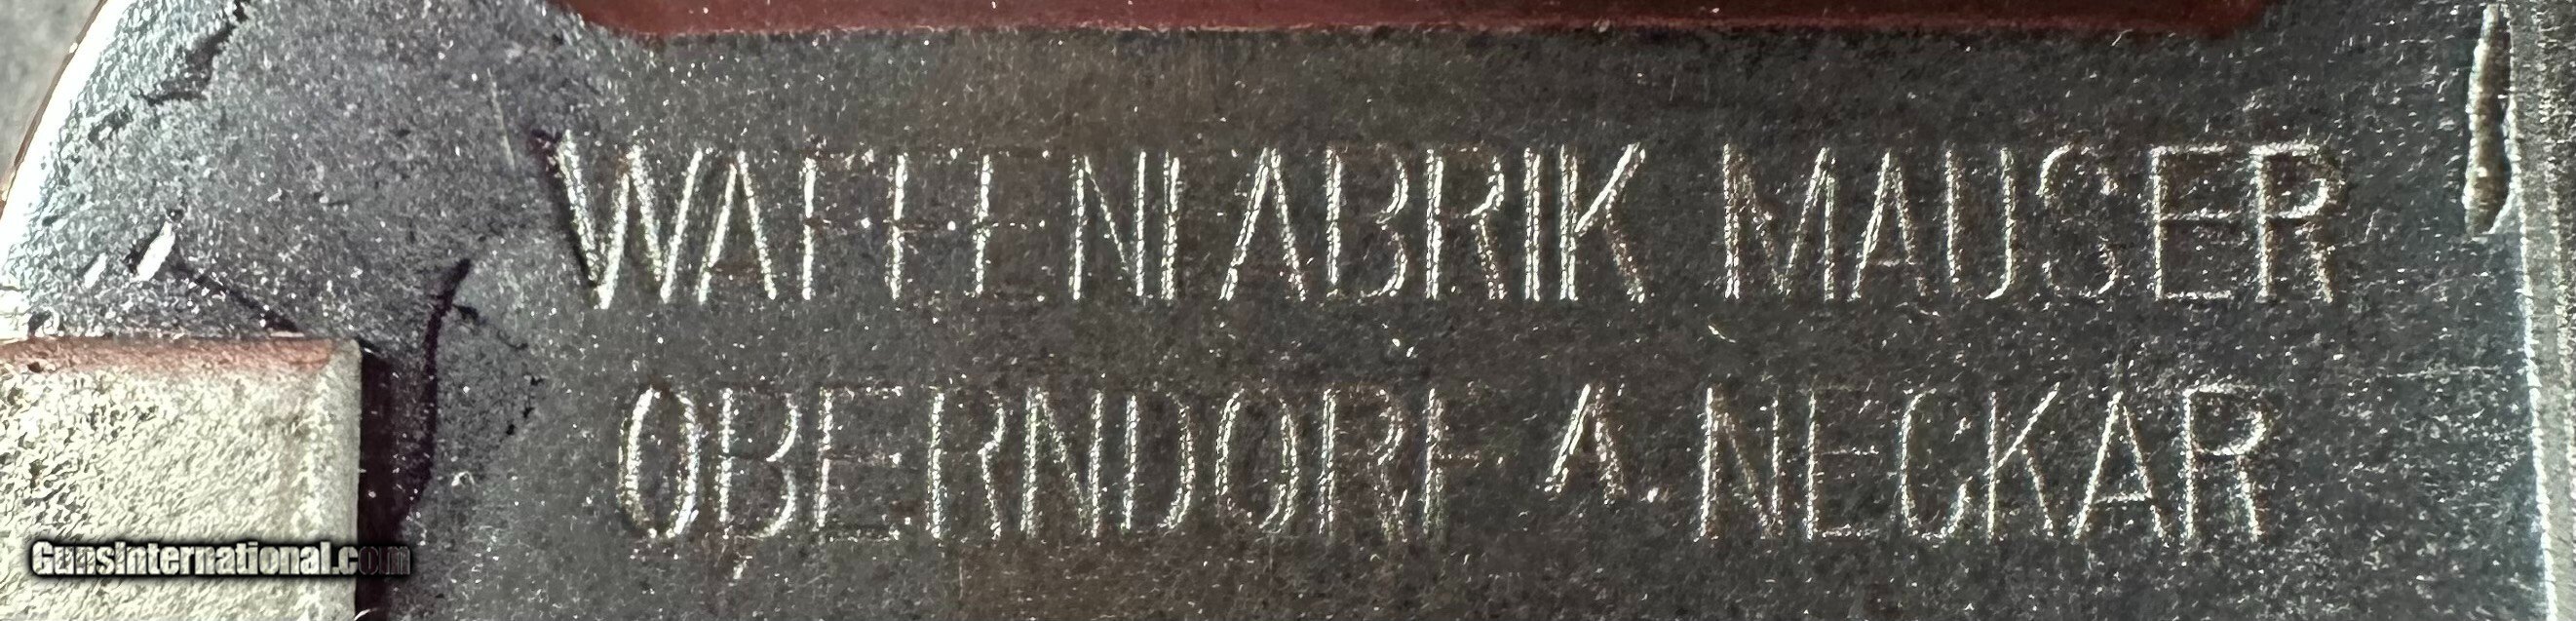 WAFFENFABRIK MAUSER
OBERNDORF A. NECKAR
GunsInternational.com